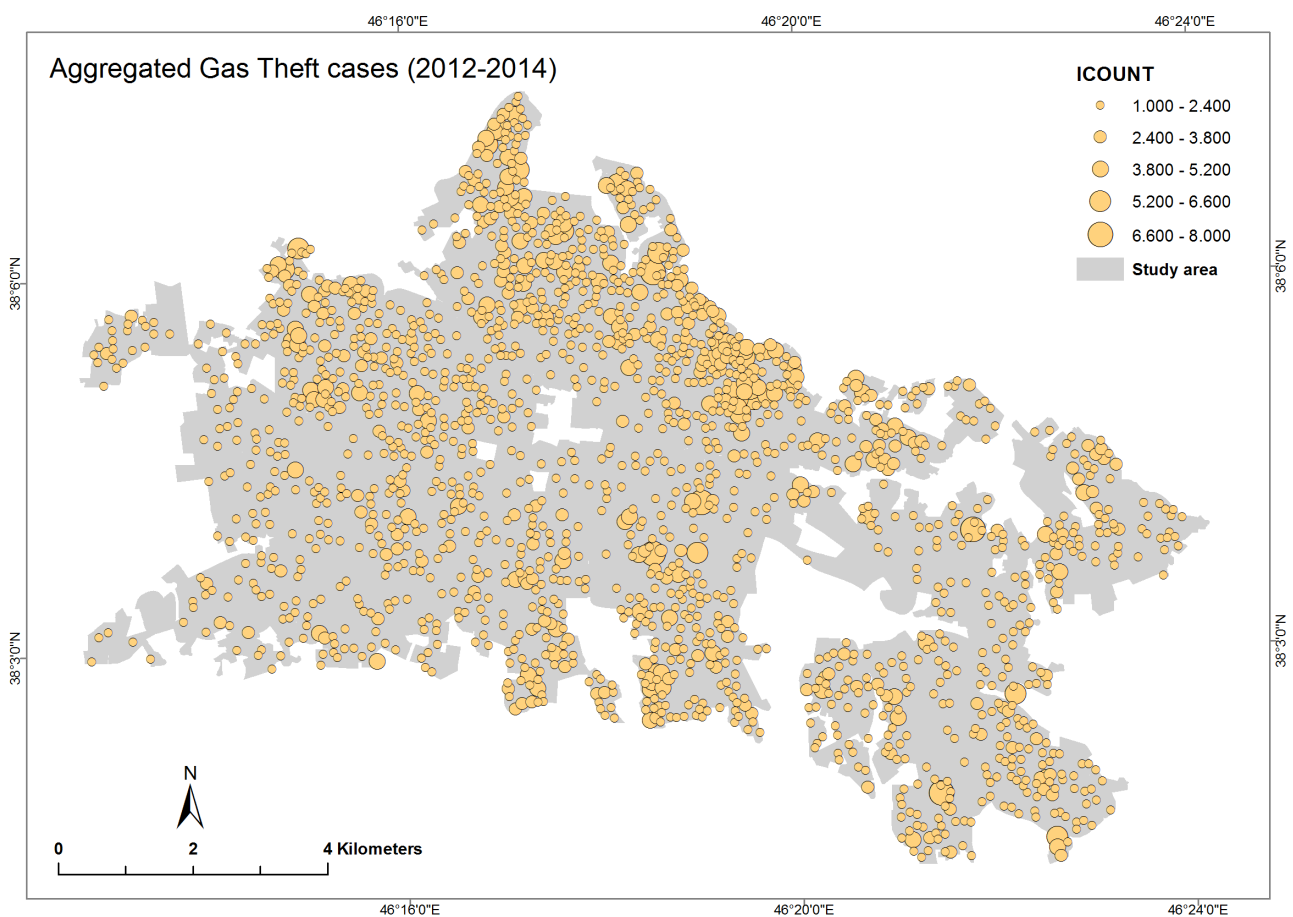 46°16'0"E 46°20'0"E 46°24'0"E
Aggregated Gas Theft cases (2012-2014)
ICOUNT
1.000 - 2.400
2.400 - 3.800
3.800 - 5.200
5.200 - 6.600
6.600 - 8.000
Study area
38°6'0"N
38°6'0"N
38°3'0"N
38°3'0"N
N
0 2 4 Kilometers
46°16'0"E 46°20'0"E 46°24'0"E